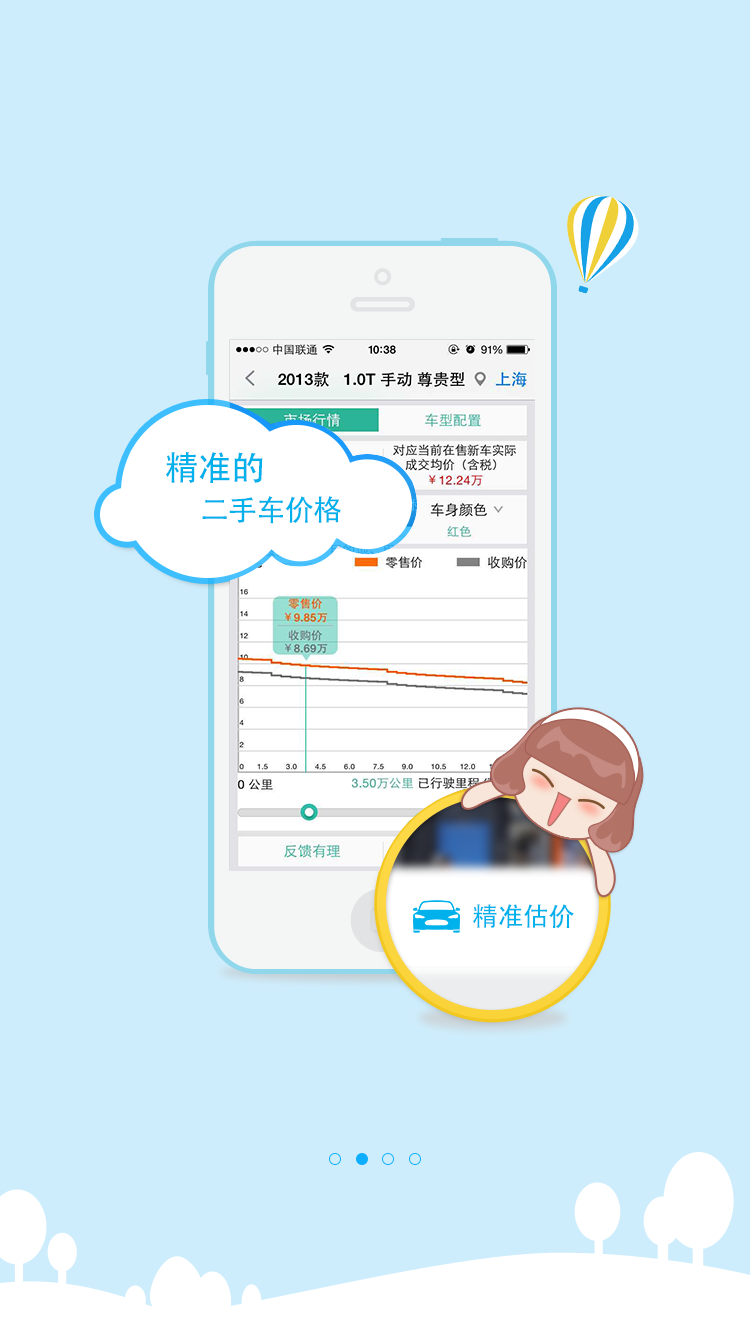 中国联通 10:38 91%
2013款 1.0T 手动 尊贵型 上海
市场行情 车型配置
对应当前在售新车实际
成交均价（含税）
￥12.24万
精准的
二手车价格
车身颜色
红色
零售价 收购价
16
14
12
10
8
6
4
2
零售价
￥9.85万
收购价
￥8.69万
0 1.5 3.0 4.5 6.0 7.5 9.0 10.5 12.0
0 公里 3.50万公里 已行驶里程
反馈有理
精准估价